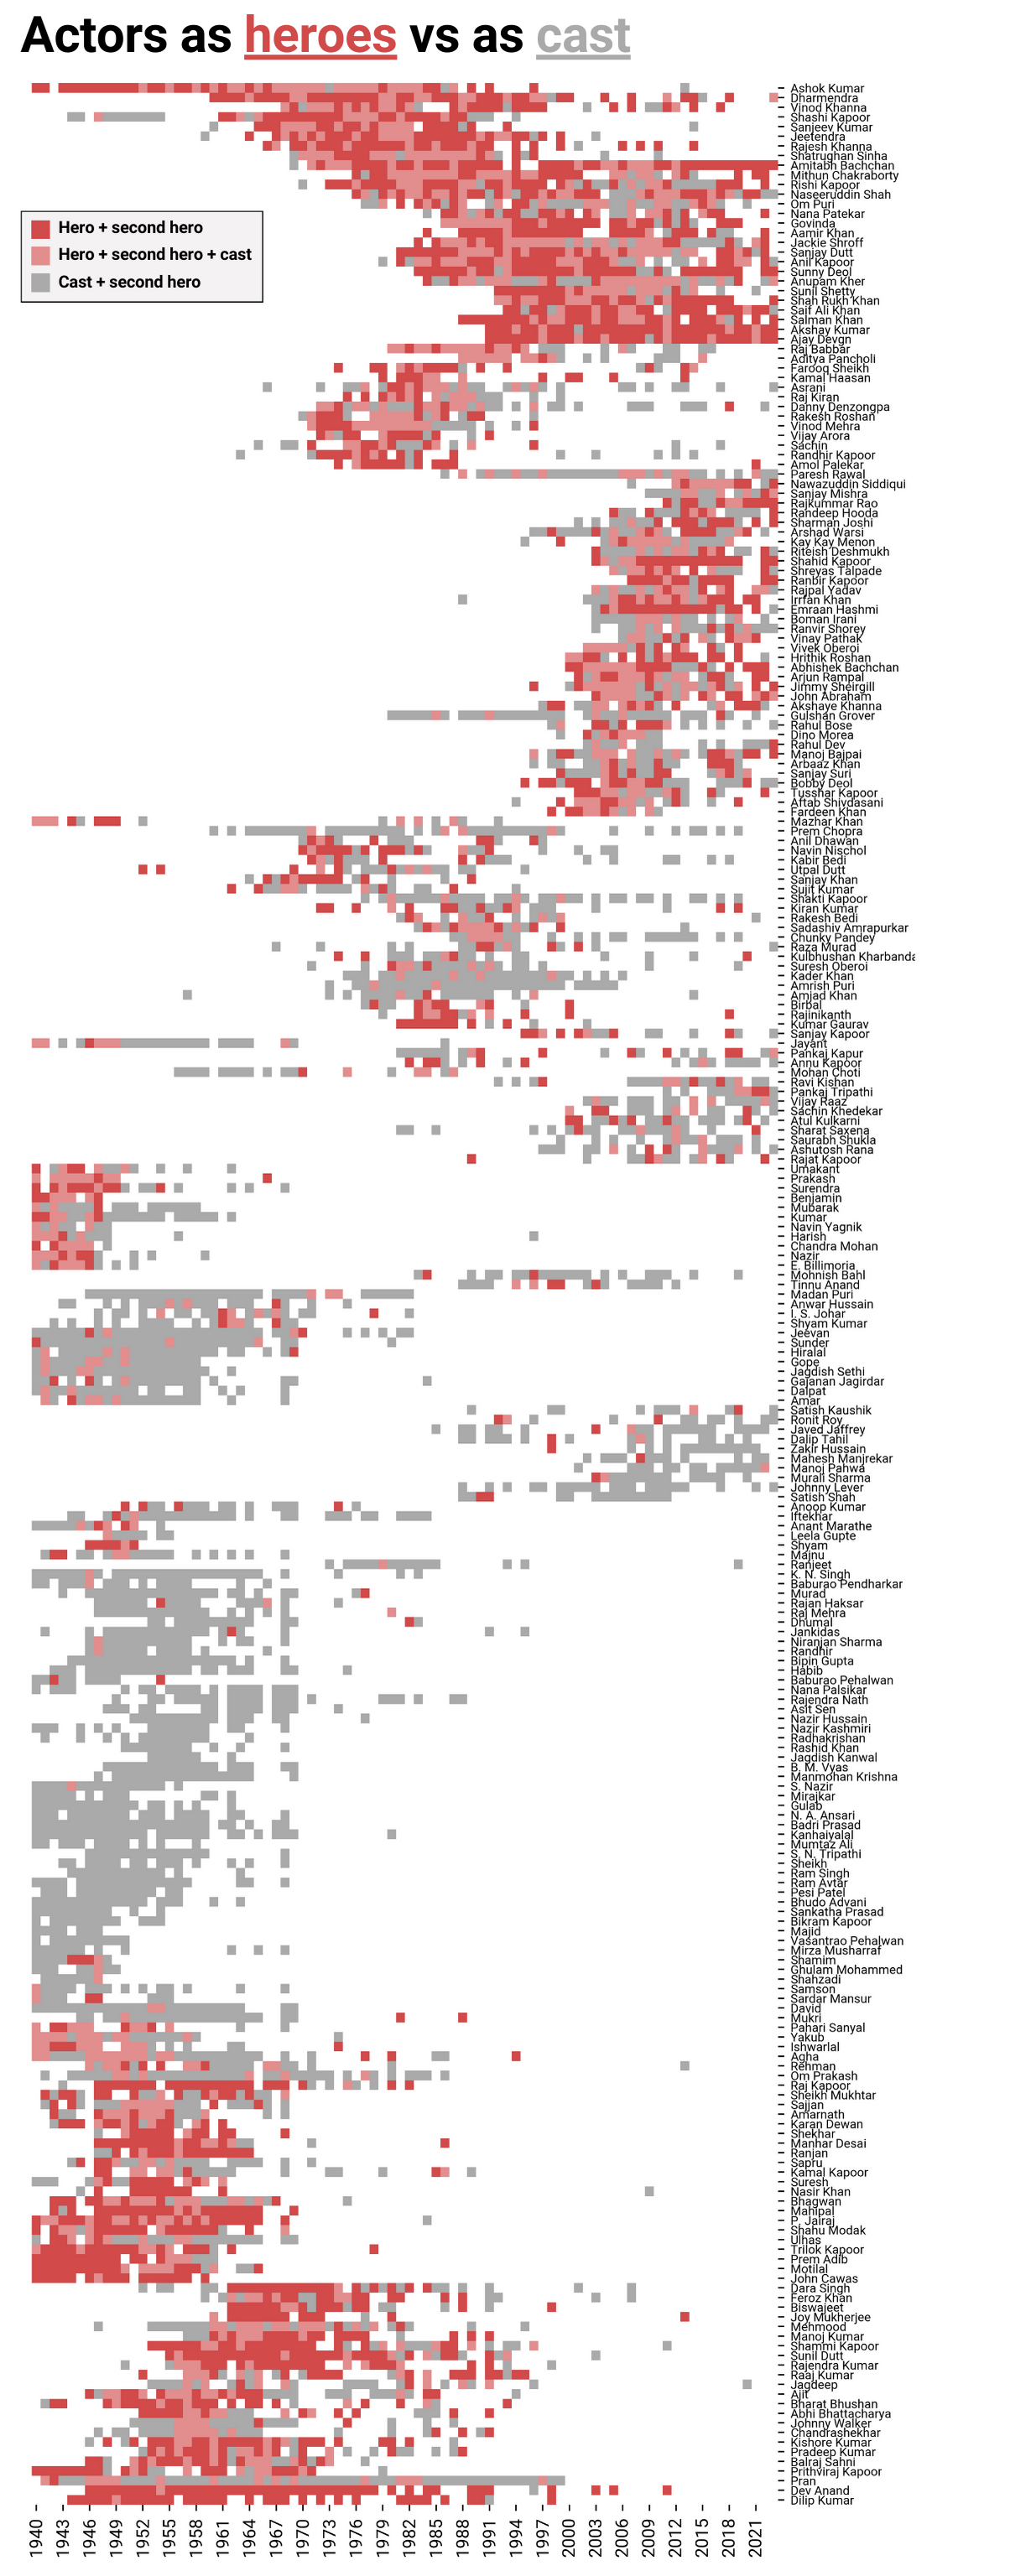 Actors as heroes vs as cast
Hero + second hero
Hero + second hero + cast
Cast + second hero
Ashok Kumar
Dharmendra
Vinod Khanna
Shashi Kapoor
Sanjeev Kumar
Jeetendra
Rajesh Khanna
Shatrughan Sinha
Amitabh Bachchan
Mithun Chakraborty
Rishi Kapoor
Naseeruddin Shah
Om Puri
Nana Patekar
Govinda
Aamir Khan
Jackie Shroff
Sanjay Dutt
Anil Kapoor
Sunny Deol
Anupam Kher
Sunil Shetty
Shah Rukh Khan
Saif Ali Khan
Salman Khan
Akshay Kumar
Ajay Devgn
Raj Babbar
Aditya Pancholi
Farooq Sheikh
Kamal Haasan
Asrani
Raj Kiran
Danny Denzongpa
Rakesh Roshan
Vinod Mehra
Vijay Arora
Sachin
Randhir Kapoor
Amol Palekar
Paresh Rawal
Nawazuddin Siddiqui
Sanjay Mishra
Rajkummar Rao
Randeep Hooda
Sharman Joshi
Arshad Warsi
Kay Kay Menon
Riteish Deshmukh
Shahid Kapoor
Shreyas Talpade
Ranbir Kapoor
Rajpal Yadav
Irrfan Khan
Emraan Hashmi
Boman Irani
Ranvir Shorey
Vinay Pathak
Vivek Oberoi
Hrithik Roshan
Abhishek Bachchan
Arjun Rampal
Jimmy Sheirgill
John Abraham
Akshaye Khanna
Gulshan Grover
Rahul Bose
Dino Morea
Rahul Dev
Manoj Bajpai
Arbaaz Khan
Sanjay Suri
Bobby Deol
Tusshar Kapoor
Aftab Shivdasani
Fardeen Khan
Mazhar Khan
Prem Chopra
Anil Dhawan
Navin Nischol
Kabir Bedi
Utpal Dutt
Sanjay Khan
Sujit Kumar
Shakti Kapoor
Kiran Kumar
Rakesh Bedi
Sadashiv Amrapurkar
Chunky Pandey
Raza Murad
Kulbhushan Kharbanda
Suresh Oberoi
Kader Khan
Amrish Puri
Amjad Khan
Birbal
Rajinikanth
Kumar Gaurav
Sanjay Kapoor
Jayant
Pankaj Kapur
Annu Kapoor
Mohan Choti
Ravi Kishan
Pankaj Tripathi
Vijay Raaz
Sachin Khedekar
Atul Kulkarni
Sharat Saxena
Saurabh Shukla
Ashutosh Rana
Rajat Kapoor
Umakant
Prakash
Surendra
Benjamin
Mubarak
Kumar
Navin Yagnik
Harish
Chandra Mohan
Nazir
E. Billimoria
Mohnish Bahl
Tinnu Anand
Madan Puri
Anwar Hussain
I. S. Johar
Shyam Kumar
Jeevan
Sunder
Hiralal
Gope
Jagdish Sethi
Gajanan Jagirdar
Dalpat
Amar
Satish Kaushik
Ronit Roy
Javed Jaffrey
Dalip Tahil
Zakir Hussain
Mahesh Manjrekar
Manoj Pahwa
Murali Sharma
Johnny Lever
Satish Shah
Anoop Kumar
Iftekhar
Anant Marathe
Leela Gupte
Shyam
Majnu
Ranjeet
K. N. Singh
Baburao Pendharkar
Murad
Rajan Haksar
Raj Mehra
Dhumal
Jankidas
Niranjan Sharma
Randhir
Bipin Gupta
Habib
Baburao Pehalwan
Nana Palsikar
Rajendra Nath
Asit Sen
Nazir Hussain
Nazir Kashmiri
Radhakrishan
Rashid Khan
Jagdish Kanwal
B. M. Vyas
Manmohan Krishna
S. Nazir
Mirajkar
Gulab
N. A. Ansari
Badri Prasad
Kanhaiyalal
Mumtaz Ali
S. N. Tripathi
Sheikh
Ram Singh
Ram Avtar
Pesi Patel
Bhudo Advani
Sankatha Prasad
Bikram Kapoor
Majid
Vasantrao Pehalwan
Mirza Musharraf
Shamim
Ghulam Mohammed
Shahzadi
Samson
Sardar Mansur
David
Mukri
Pahari Sanyal
Yakub
Ishwarlal
Agha
Rehman
Om Prakash
Raj Kapoor
Sheikh Mukhtar
Sajjan
Amarnath
Karan Dewan
Shekhar
Manhar Desai
Ranjan
Sapru
Kamal Kapoor
Suresh
Nasir Khan
Bhagwan
Mahipal
P. Jairaj
Shahu Modak
Ulhas
Trilok Kapoor
Prem Adib
Motilal
John Cawas
Dara Singh
Feroz Khan
Biswajeet
Joy Mukherjee
Mehmood
Manoj Kumar
Shammi Kapoor
Sunil Dutt
Rajendra Kumar
Raaj Kumar
Jagdeep
Ajit
Bharat Bhushan
Abhi Bhattacharya
Johnny Walker
Chandrashekhar
Kishore Kumar
Pradeep Kumar
Balraj Sahni
Prithviraj Kapoor
Pran
Dev Anand
Dilip Kumar
1940 1943 1946 1949 1952 1955 1958 1961 1964 1967 1970 1973 1976 1979 1982 1985 1988 1991 1994 1997 2000 2003 2006 2009 2012 2015 2018 2021